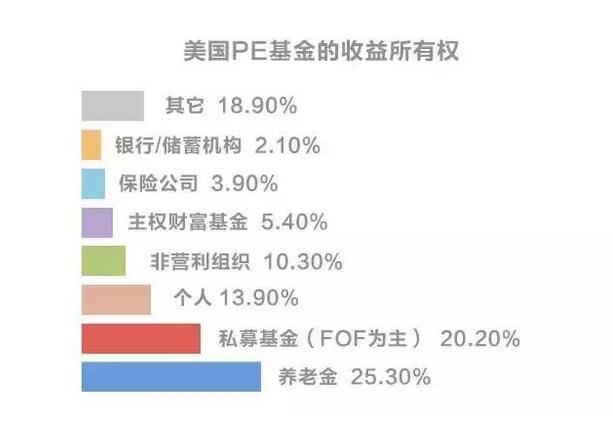 美国PE基金的收益所有权
其它 18.90%
银行/储蓄机构 2.10%
保险公司 3.90%
主权财富基金 5.40%
非营利组织 10.30%
个人 13.90%
私募基金（FOF为主） 20.20%
养老金 25.30%